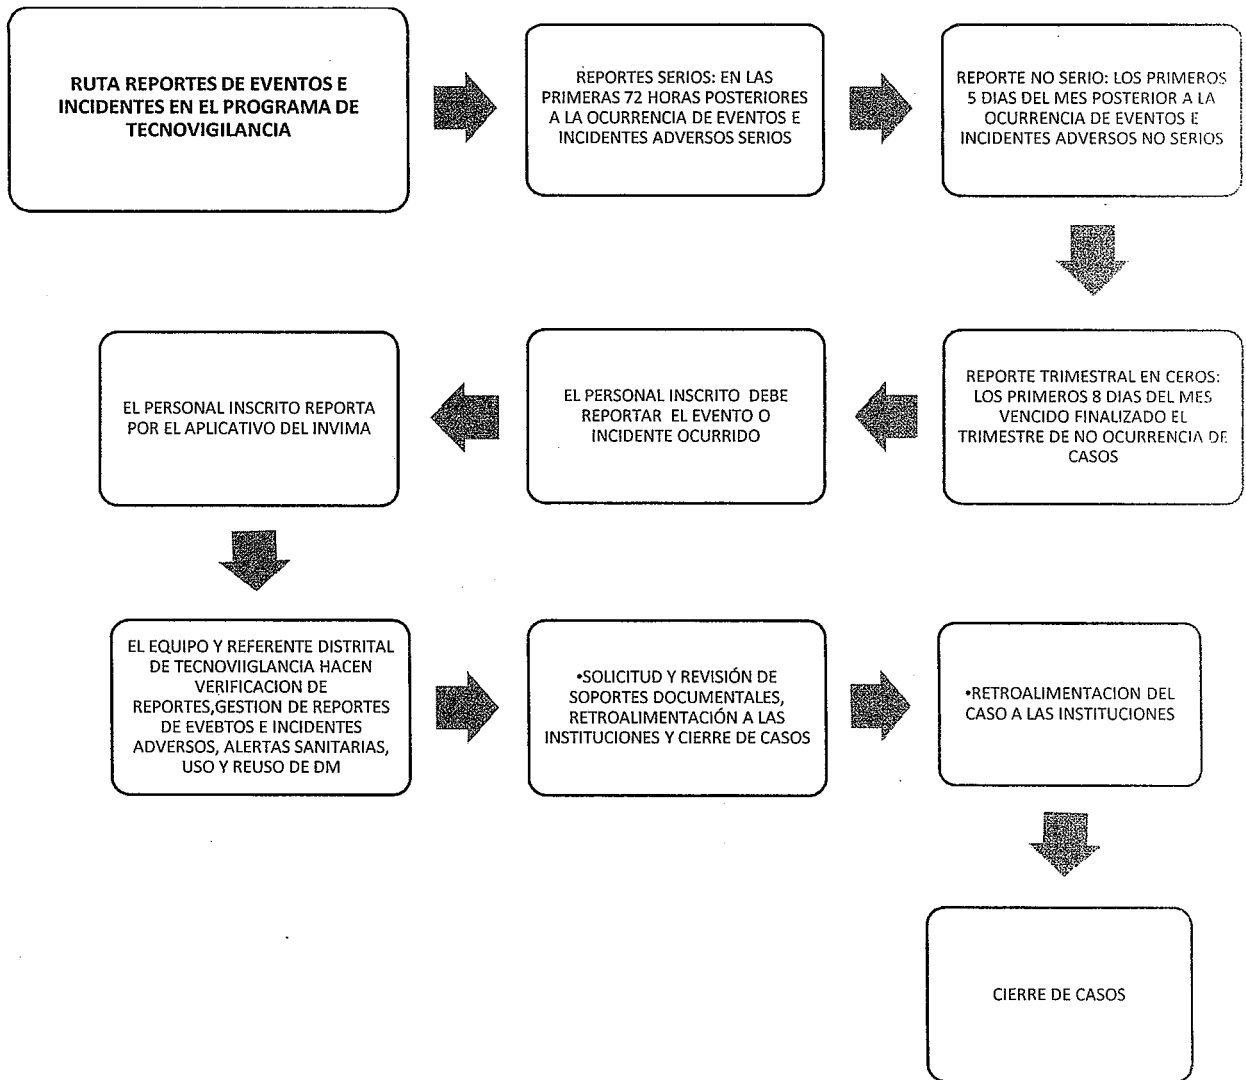 RUTA REPORTES DE EVENTOS E
INCIDENTES EN EL PROGRAMA DE
TECNOVIGILANCIA
REPORTES SERIOS: EN LAS
PRIMERAS 72 HORAS POSTERIORES
A LA OCURRENCIA DE EVENTOS E
INCIDENTES ADVERSOS SERIOS
REPORTE NO SERIO: LOS PRIMEROS
5 DIAS DEL MES POSTERIOR A LA
OCURRENCIA DE EVENTOS E
INCIDENTES ADVERSOS NO SERIOS
REPORTE TRIMESTRAL EN CEROS:
LOS PRIMEROS 8 DIAS DEL MES
VENCIDO FINALIZADO EL
TRIMESTRE DE NO OCURRENCIA DE
CASOS
EL PERSONAL INSCRITO DEBE
REPORTAR EL EVENTO O
INCIDENTE OCURRIDO
EL PERSONAL INSCRITO REPORTA
POR EL APLICATIVO DEL INVIMA
EL EQUIPO Y REFERENTE DISTRITAL
DE TECNOVIIGLANCIA HACEN
VERIFICACION DE
REPORTES,GESTION DE REPORTES
DE EVEBTOS E INCIDENTES
ADVERSOS, ALERTAS SANITARIAS,
USO Y REUSO DE DM
•SOLICITUD Y REVISIÓN DE
SOPORTES DOCUMENTALES,
RETROALIMENTACIÓN A LAS
INSTITUCIONES Y CIERRE DE CASOS
•RETROALIMENTACION DEL
CASO A LAS INSTITUCIONES
CIERRE DE CASOS